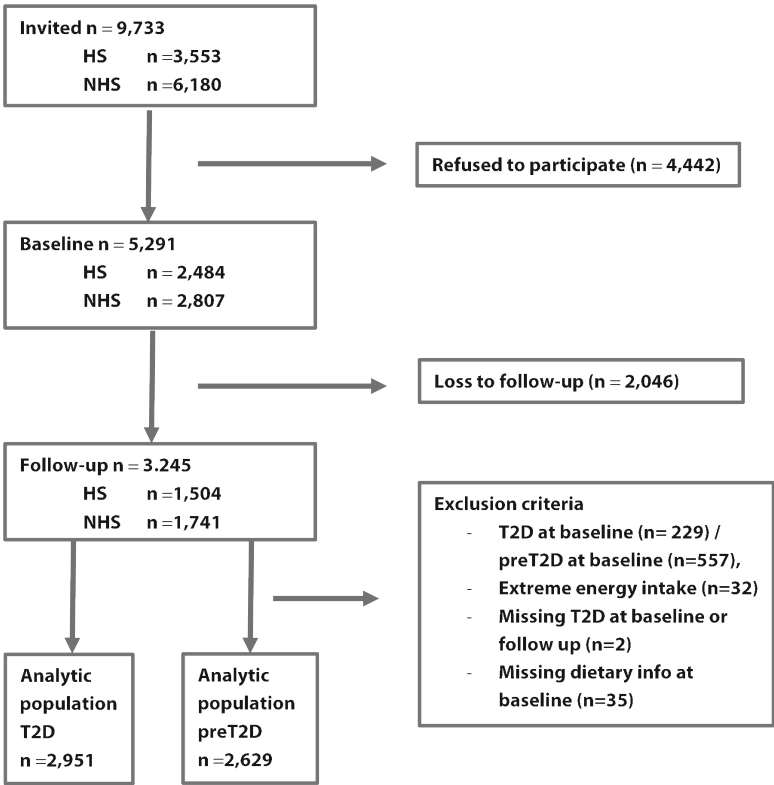 Invited n = 9,733
HS n =3,553
NHS n=6,180
Refused to participate (n = 4,442)
Baseline n = 5,291
HS n = 2,484
NHS n = 2,807
Loss to follow-up (n = 2,046)
Follow-up n = 3.245
HS n =1,504
NHS n =1,741
Exclusion criteria
- T2D at baseline (n= 229) /
preT2D at baseline (n=557),
- Extreme energy intake (n=32)
- Missing T2D at baseline or
follow up (n=2)
- Missing dietary info at
baseline (n=35)
Analytic
population
T2D
n =2,951
Analytic
population
preT2D
n =2,629